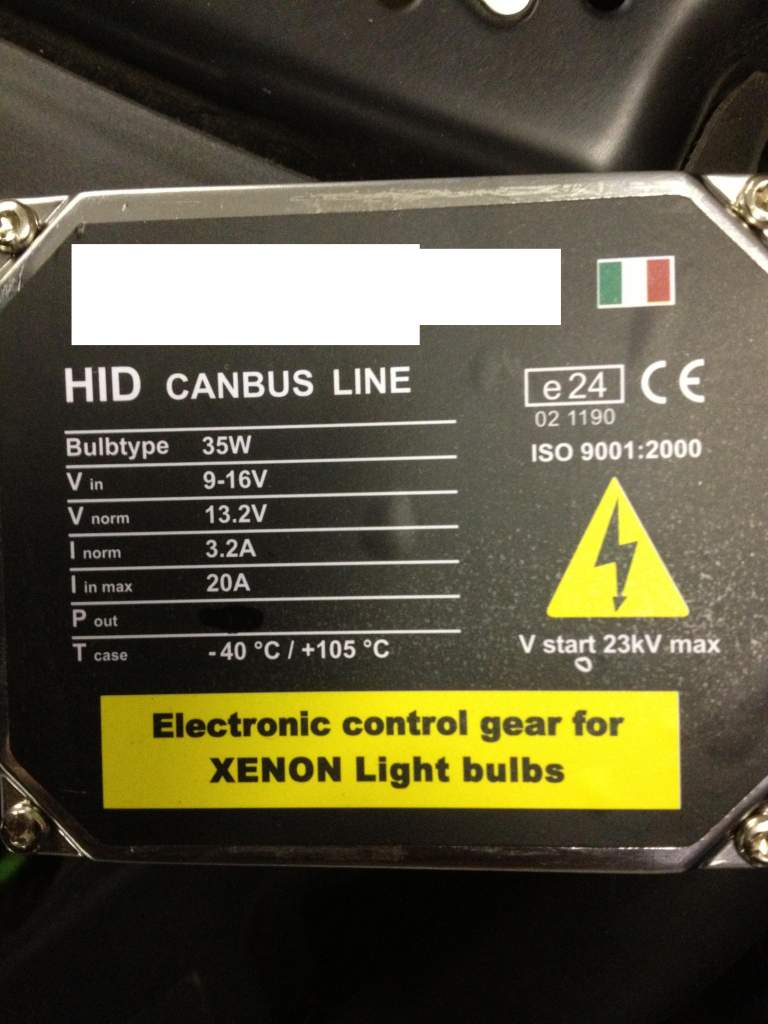 HID CANBUS LINE
e24 CE
02 1190
ISO 9001:2000
Bulbtype 35W
V in 9-16V
V norm 13.2V
I norm 3.2A
I in max 20A
P out
T case - 40 °C / +105 °C
V start 23kV max
Electronic control gear for
XENON Light bulbs